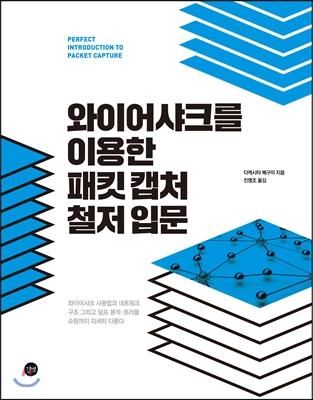 PERFECT
INTRODUCTION TO
PACKET CAPTURE
와이어샤크를
이용한
패킷 캡처
철저 입문
다케시타 메구미 지음
진명조 옮김
와이어샤크 사용법과 네트워크
구조 그리고 덤프 분석·트러블
슈팅까지 자세히 다룬다